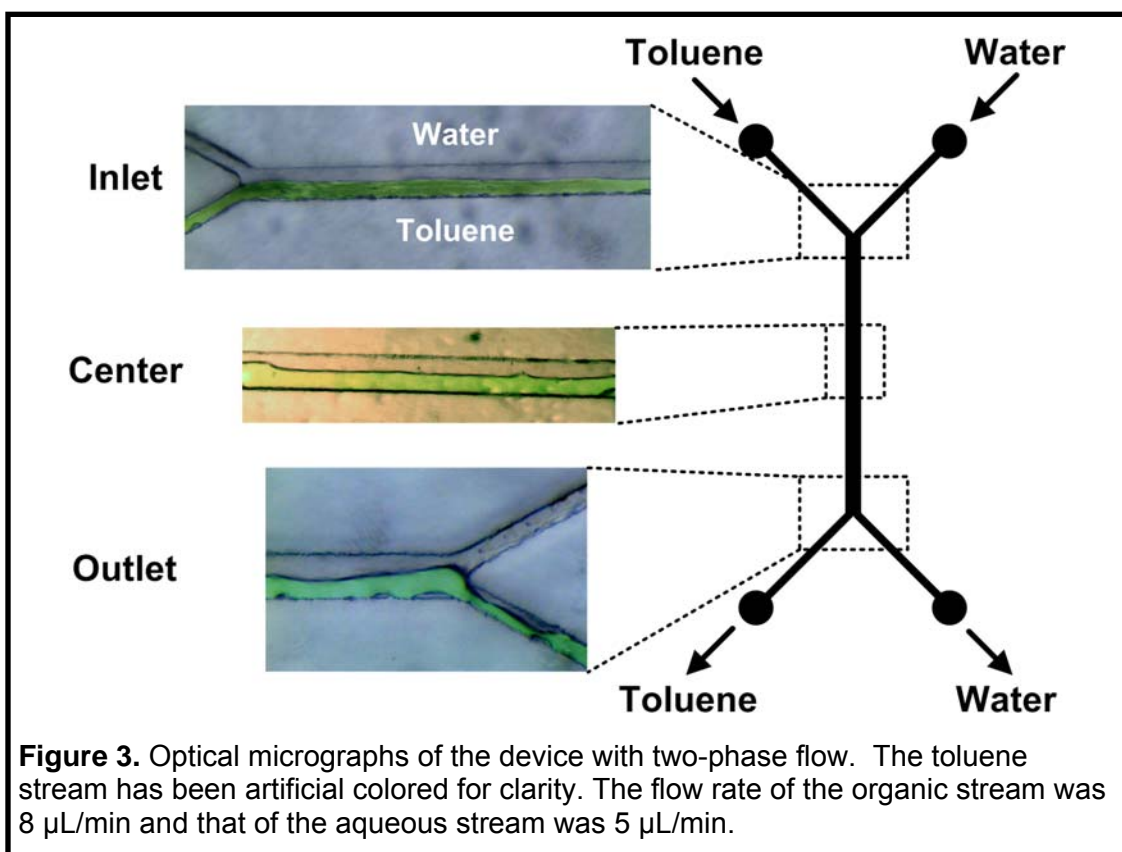 Toluene
Water
Inlet
Water
Toluene
Center
Outlet
Toluene
Water
Figure 3. Optical micrographs of the device with two-phase flow. The toluene
stream has been artificial colored for clarity. The flow rate of the organic stream was
8 µL/min and that of the aqueous stream was 5 µL/min.